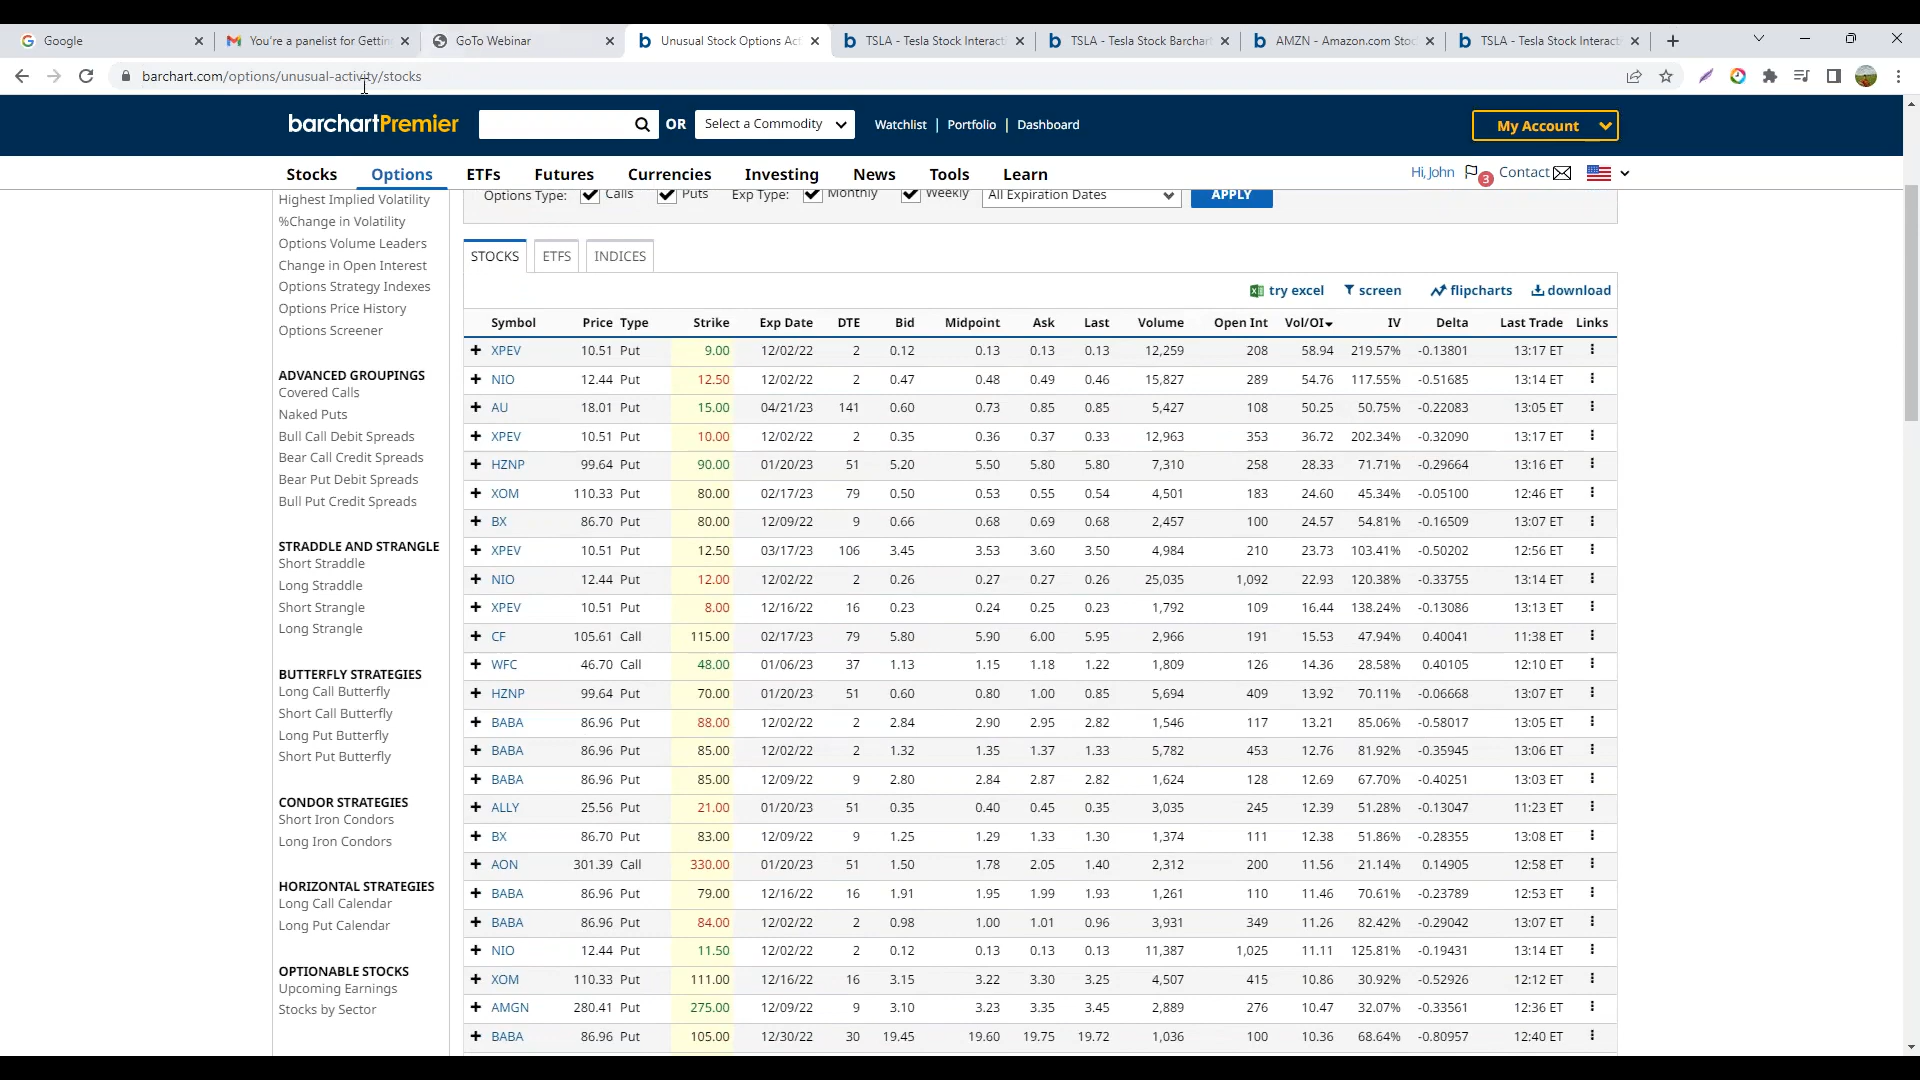 Google
You're a panelist for Gettin
GoTo Webinar
Unusual Stock Options Act
TSLA - Tesla Stock Interacti
TSLA - Tesla Stock Barchart
AMZN - Amazon.com Stoc
TSLA - Tesla Stock Interacti
barchart.com/options/unusual-activity/stocks
barchartPremier
OR
Select a Commodity
Watchlist | Portfolio | Dashboard
My Account
Stocks Options ETFs Futures Currencies Investing News Tools Learn
Hi, John 3 Contact
Options Type: Calls Puts Exp Type: Monthly Weekly All Expiration Dates APPLY
Highest Implied Volatility
%Change in Volatility
Options Volume Leaders
Change in Open Interest
Options Strategy Indexes
Options Price History
Options Screener
ADVANCED GROUPINGS
Covered Calls
Naked Puts
Bull Call Debit Spreads
Bear Call Credit Spreads
Bear Put Debit Spreads
Bull Put Credit Spreads
STRADDLE AND STRANGLE
Short Straddle
Long Straddle
Short Strangle
Long Strangle
BUTTERFLY STRATEGIES
Long Call Butterfly
Short Call Butterfly
Long Put Butterfly
Short Put Butterfly
CONDOR STRATEGIES
Short Iron Condors
Long Iron Condors
HORIZONTAL STRATEGIES
Long Call Calendar
Long Put Calendar
OPTIONABLE STOCKS
Upcoming Earnings
Stocks by Sector
STOCKS ETFS INDICES
try excel screen flipcharts download
Symbol Price Type Strike Exp Date DTE Bid Midpoint Ask Last Volume Open Int Vol/OI IV Delta Last Trade Links
XPEV 10.51 Put 9.00 12/02/22 2 0.12 0.13 0.13 0.13 12,259 208 58.94 219.57% -0.13801 13:17 ET
NIO 12.44 Put 12.50 12/02/22 2 0.47 0.48 0.49 0.46 15,827 289 54.76 117.55% -0.51685 13:14 ET
AU 18.01 Put 15.00 04/21/23 141 0.60 0.73 0.85 0.85 5,427 108 50.25 50.75% -0.22083 13:05 ET
XPEV 10.51 Put 10.00 12/02/22 2 0.35 0.36 0.37 0.33 12,963 353 36.72 202.34% -0.32090 13:17 ET
HZNP 99.64 Put 90.00 01/20/23 51 5.20 5.50 5.80 5.80 7,310 258 28.33 71.71% -0.29664 13:16 ET
XOM 110.33 Put 80.00 02/17/23 79 0.50 0.53 0.55 0.54 4,501 183 24.60 45.34% -0.05100 12:46 ET
BX 86.70 Put 80.00 12/09/22 9 0.66 0.68 0.69 0.68 2,457 100 24.57 54.81% -0.16509 13:07 ET
XPEV 10.51 Put 12.50 03/17/23 106 3.45 3.53 3.60 3.50 4,984 210 23.73 103.41% -0.50202 12:56 ET
NIO 12.44 Put 12.00 12/02/22 2 0.26 0.27 0.27 0.26 25,035 1,092 22.93 120.38% -0.33755 13:14 ET
XPEV 10.51 Put 8.00 12/16/22 16 0.23 0.24 0.25 0.23 1,792 109 16.44 138.24% -0.13086 13:13 ET
CF 105.61 Call 115.00 02/17/23 79 5.80 5.90 6.00 5.95 2,966 191 15.53 47.94% 0.40041 11:38 ET
WFC 46.70 Call 48.00 01/06/23 37 1.13 1.15 1.18 1.22 1,809 126 14.36 28.58% 0.40105 12:10 ET
HZNP 99.64 Put 70.00 01/20/23 51 0.60 0.80 1.00 0.85 5,694 409 13.92 70.11% -0.06668 13:07 ET
BABA 86.96 Put 88.00 12/02/22 2 2.84 2.90 2.95 2.82 1,546 117 13.21 85.06% -0.58017 13:05 ET
BABA 86.96 Put 85.00 12/02/22 2 1.32 1.35 1.37 1.33 5,782 453 12.76 81.92% -0.35945 13:06 ET
BABA 86.96 Put 85.00 12/09/22 9 2.80 2.84 2.87 2.82 1,624 128 12.69 67.70% -0.40251 13:03 ET
ALLY 25.56 Put 21.00 01/20/23 51 0.35 0.40 0.45 0.35 3,035 245 12.39 51.28% -0.13047 11:23 ET
BX 86.70 Put 83.00 12/09/22 9 1.25 1.29 1.33 1.30 1,374 111 12.38 51.86% -0.28355 13:08 ET
AON 301.39 Call 330.00 01/20/23 51 1.50 1.78 2.05 1.40 2,312 200 11.56 21.14% 0.14905 12:58 ET
BABA 86.96 Put 79.00 12/16/22 16 1.91 1.95 1.99 1.93 1,261 110 11.46 70.61% -0.23789 12:53 ET
BABA 86.96 Put 84.00 12/02/22 2 0.98 1.00 1.01 0.96 3,931 349 11.26 82.42% -0.29042 13:07 ET
NIO 12.44 Put 11.50 12/02/22 2 0.12 0.13 0.13 0.13 11,387 1,025 11.11 125.81% -0.19431 13:14 ET
XOM 110.33 Put 111.00 12/16/22 16 3.15 3.22 3.30 3.25 4,507 415 10.86 30.92% -0.52926 12:12 ET
AMGN 280.41 Put 275.00 12/09/22 9 3.10 3.23 3.35 3.45 2,889 276 10.47 32.07% -0.33561 12:36 ET
BABA 86.96 Put 105.00 12/30/22 30 19.45 19.60 19.75 19.72 1,036 100 10.36 68.64% -0.80957 12:40 ET